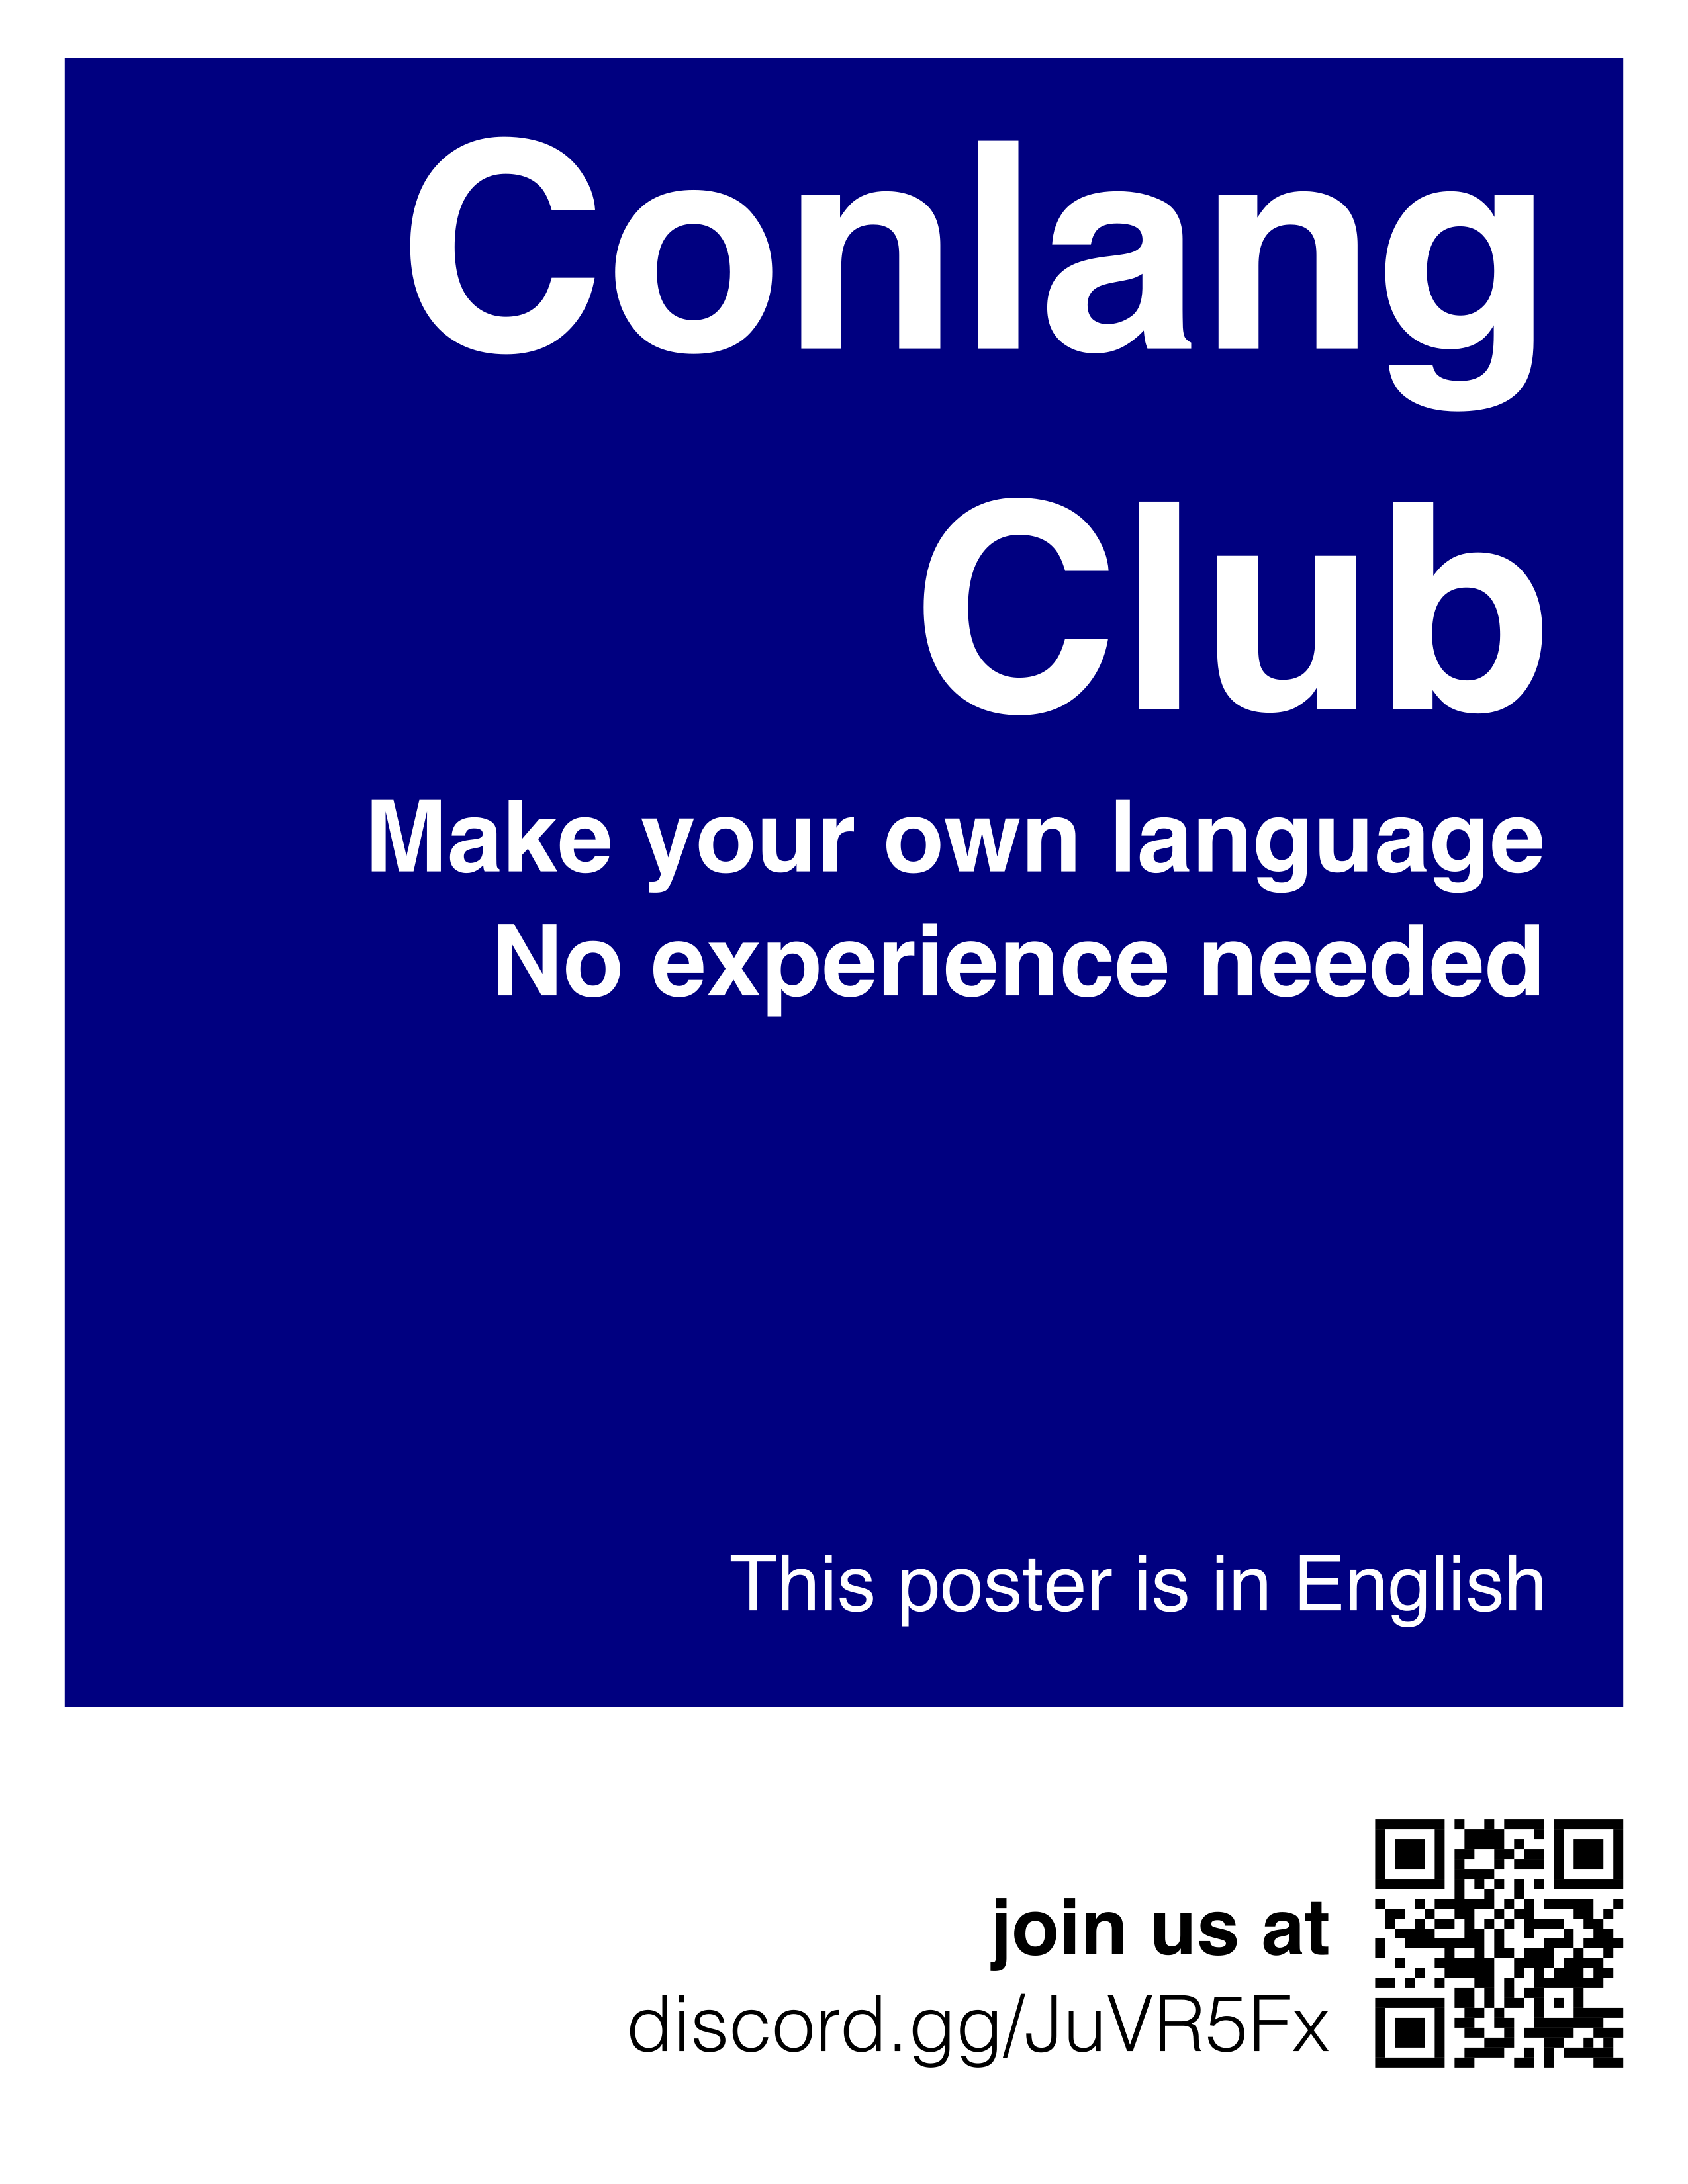 Conlang
Club
Make your own language
No experience needed
This poster is in English
join us at
discord.gg/JuVR5Fx